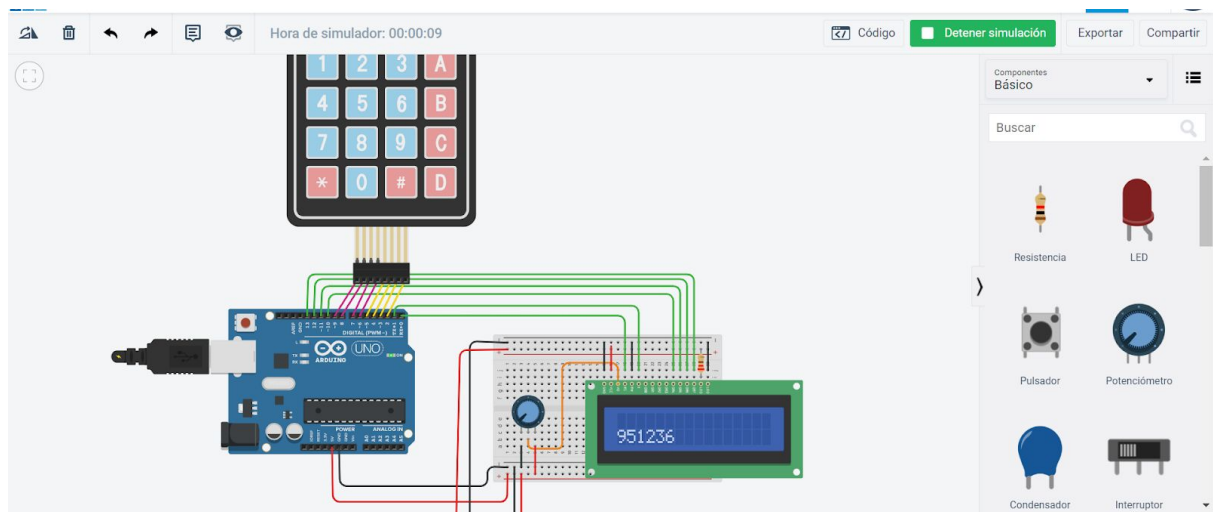 Hora de simulador: 00:00:09
Código
Detener simulación
Exportar
Compartir
Componentes
Básico
Buscar
1 2 3 A
4 5 6 B
7 8 9 C
* 0 # D
DIGITAL (PWM~)
UNO
ARDUINO
ON
POWER
ANALOG IN
951236
Resistencia
LED
Pulsador
Potenciómetro
Condensador
Interruptor